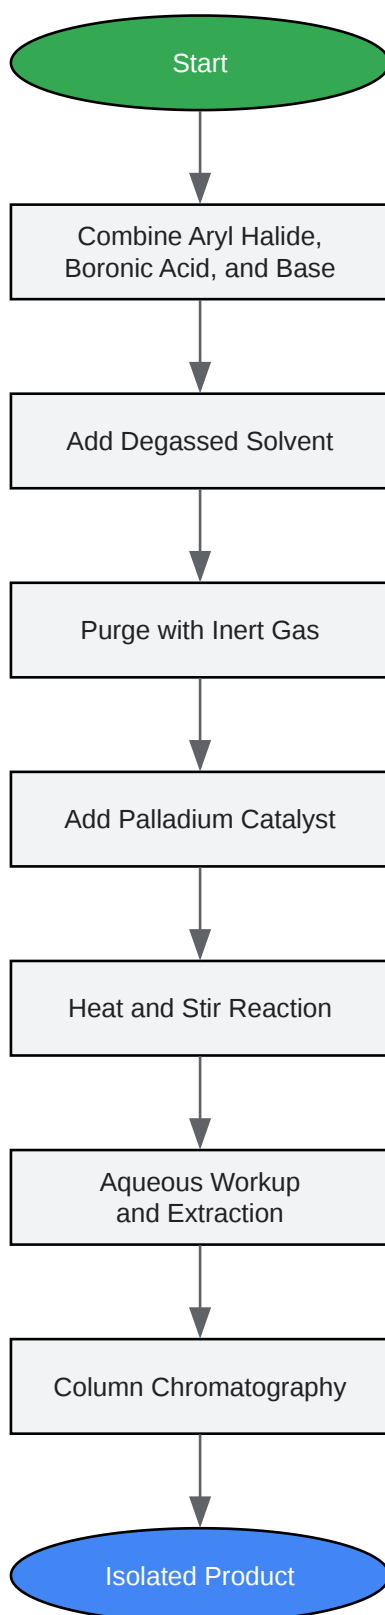 Start
Combine Aryl Halide,
Boronic Acid, and Base
Add Degassed Solvent
Purge with Inert Gas
Add Palladium Catalyst
Heat and Stir Reaction
Aqueous Workup
and Extraction
Column Chromatography
Isolated Product